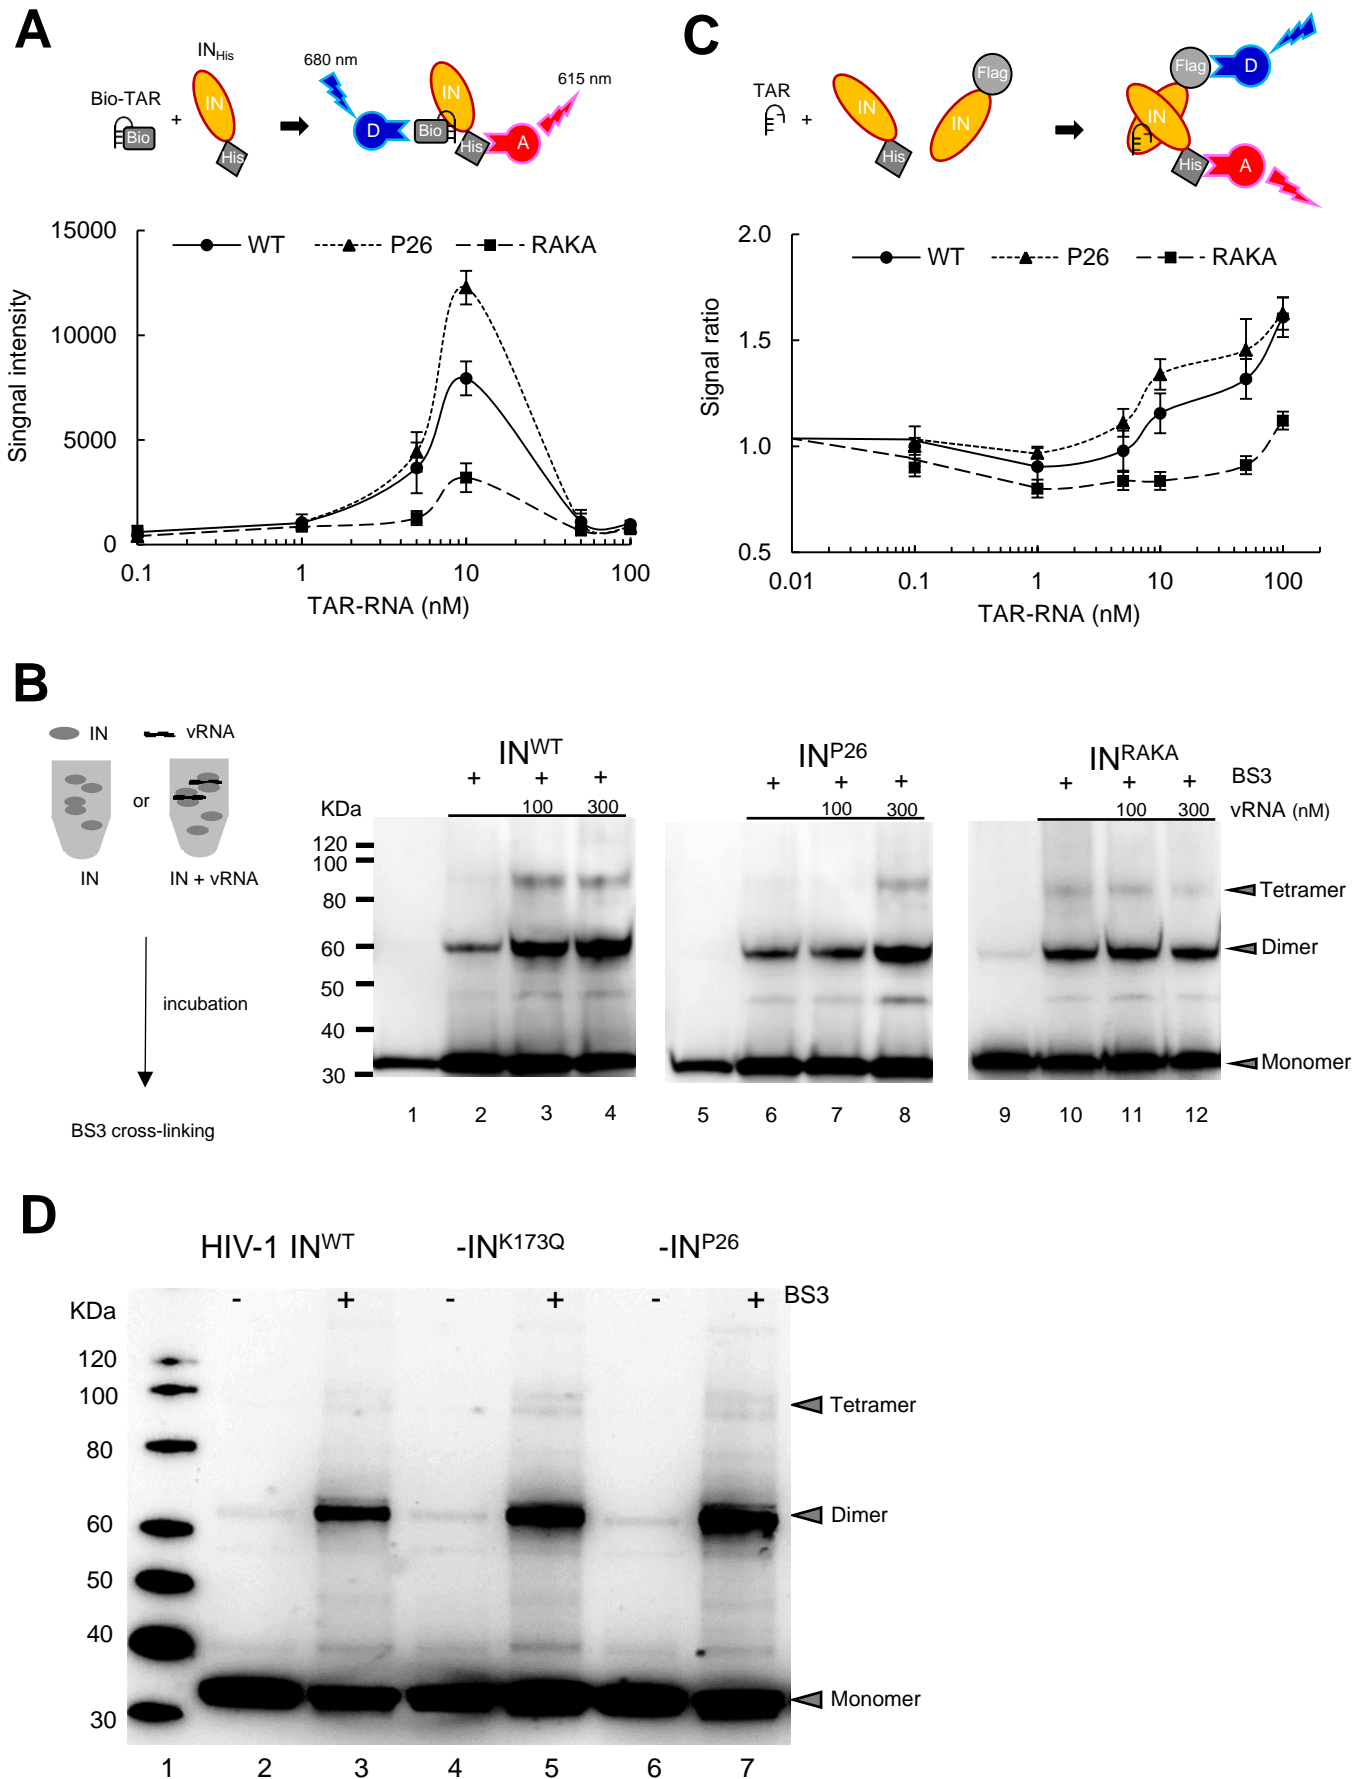 A
IN_His
680 nm
615 nm
Bio-TAR
+
IN
Bio
His
D
Bio
IN
His
A
15000
10000
5000
0
WT
P26
RAKA
Singnal intensity
0.1
1
10
100
TAR-RNA (nM)
C
TAR
+
IN
His
Flag
IN
Flag
D
IN
His
A
2.0
1.5
1.0
0.5
WT
P26
RAKA
Signal ratio
0.01
0.1
1
10
100
TAR-RNA (nM)
B
IN
vRNA
or
IN
IN + vRNA
incubation
BS3 cross-linking
IN^WT
IN^P26
IN^RAKA
+ + + + + + + + + BS3
KDa
100 300 100 300 100 300 vRNA (nM)
120
100
80
60
50
40
30
Tetramer
Dimer
Monomer
1 2 3 4 5 6 7 8 9 10 11 12
D
HIV-1 IN^WT -IN^K173Q -IN^P26
- + - + - + BS3
KDa
120
100
80
60
50
40
30
Tetramer
Dimer
Monomer
1 2 3 4 5 6 7